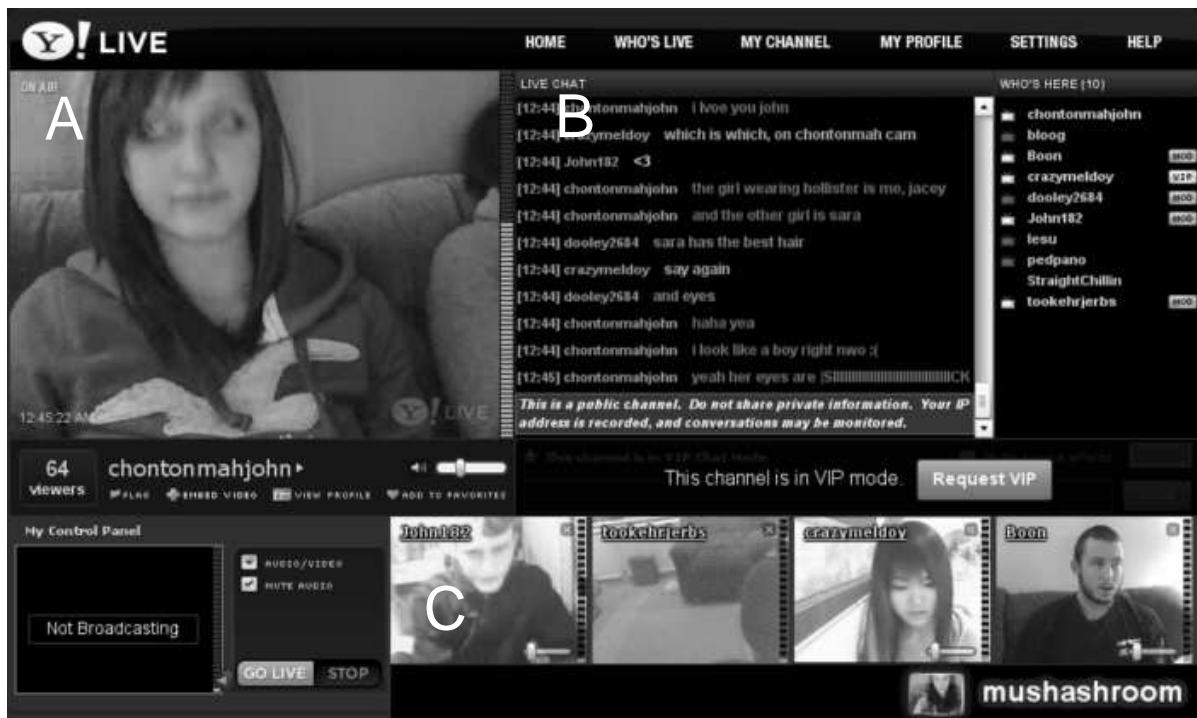 Y! LIVE
HOME WHO'S LIVE MY CHANNEL MY PROFILE SETTINGS HELP
ON AIR
A
12:45:22 AM
Y! LIVE
LIVE CHAT
B
[12:44] chontonmahjohn i lvoe you john
[12:44] crazymeldoy which is which, on chontonmah cam
[12:44] John182 <3
[12:44] chontonmahjohn the girl wearing hollister is me, jacey
[12:44] chontonmahjohn and the other girl is sara
[12:44] dooley2684 sara has the best hair
[12:44] crazymeldoy say again
[12:44] dooley2684 and eyes
[12:44] chontonmahjohn haha yea
[12:44] chontonmahjohn i look like a boy right nwo :(
[12:45] chontonmahjohn yeah her eyes are
This is a public channel. Do not share private information. Your IP
address is recorded, and conversations may be monitored.
WHO'S HERE (10)
chontonmahjohn
bloog
Boon MOD
crazymeldoy VIP
dooley2684 MOD
John182 MOD
lesu
pedpano
StraightChillin
tookehrjerbs MOD
64
viewers
chontonmahjohn
FLAG EMBED VIDEO VIEW PROFILE ADD TO FAVORITES
This channel is in VIP mode. Request VIP
My Control Panel
Not Broadcasting
AUDIO/VIDEO
MUTE AUDIO
GO LIVE STOP
John182 tookehrjerbs crazymeldoy Boon
C
mushashroom